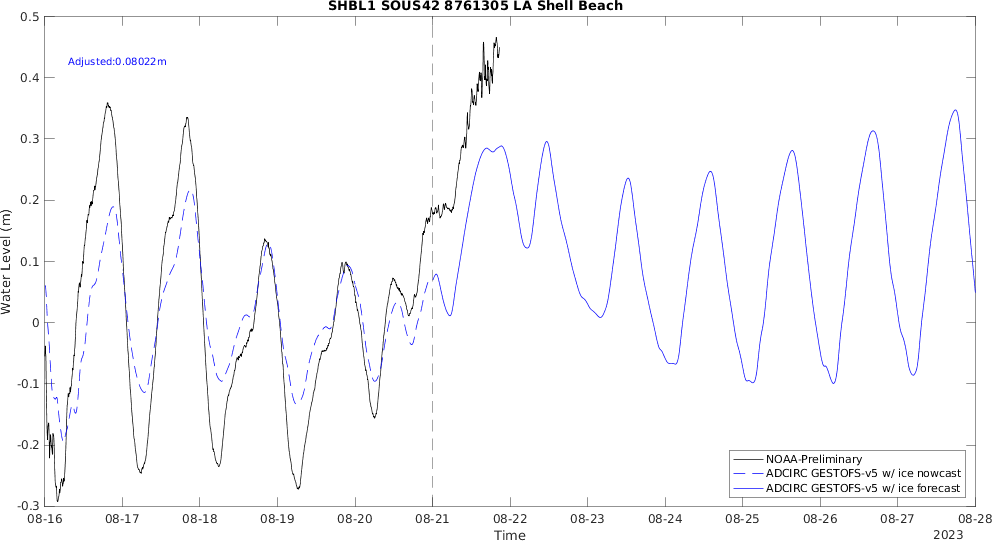 SHBL1 SOUS42 8761305 LA Shell Beach
Adjusted:0.08022m
Water Level (m)
0.5
0.4
0.3
0.2
0.1
0
-0.1
-0.2
-0.3
NOAA-Preliminary
ADCIRC GESTOFS-v5 w/ ice nowcast
ADCIRC GESTOFS-v5 w/ ice forecast
08-16 08-17 08-18 08-19 08-20 08-21 08-22 08-23 08-24 08-25 08-26 08-27 08-28
Time
2023